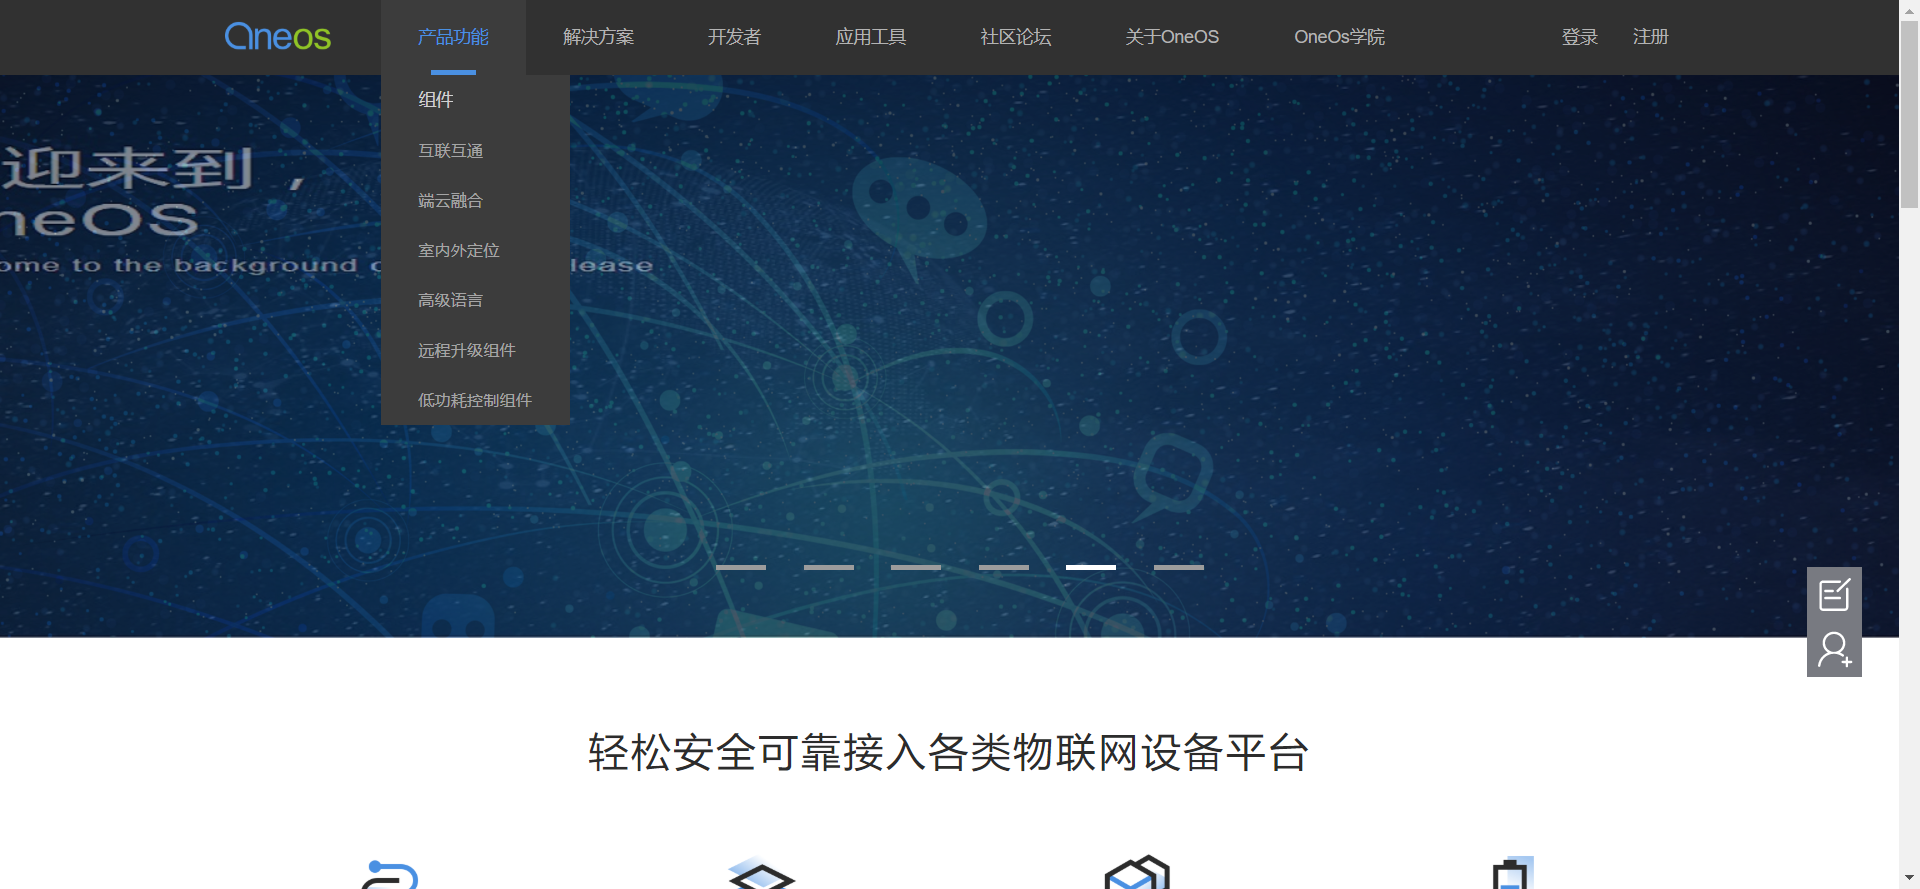 Oneos
产品功能
解决方案
开发者
应用工具
社区论坛
关于OneOS
OneOs学院
登录
注册
组件
互联互通
端云融合
室内外定位
高级语言
远程升级组件
低功耗控制组件
迎来到，
neOS
ome to the background
lease
轻松安全可靠接入各类物联网设备平台